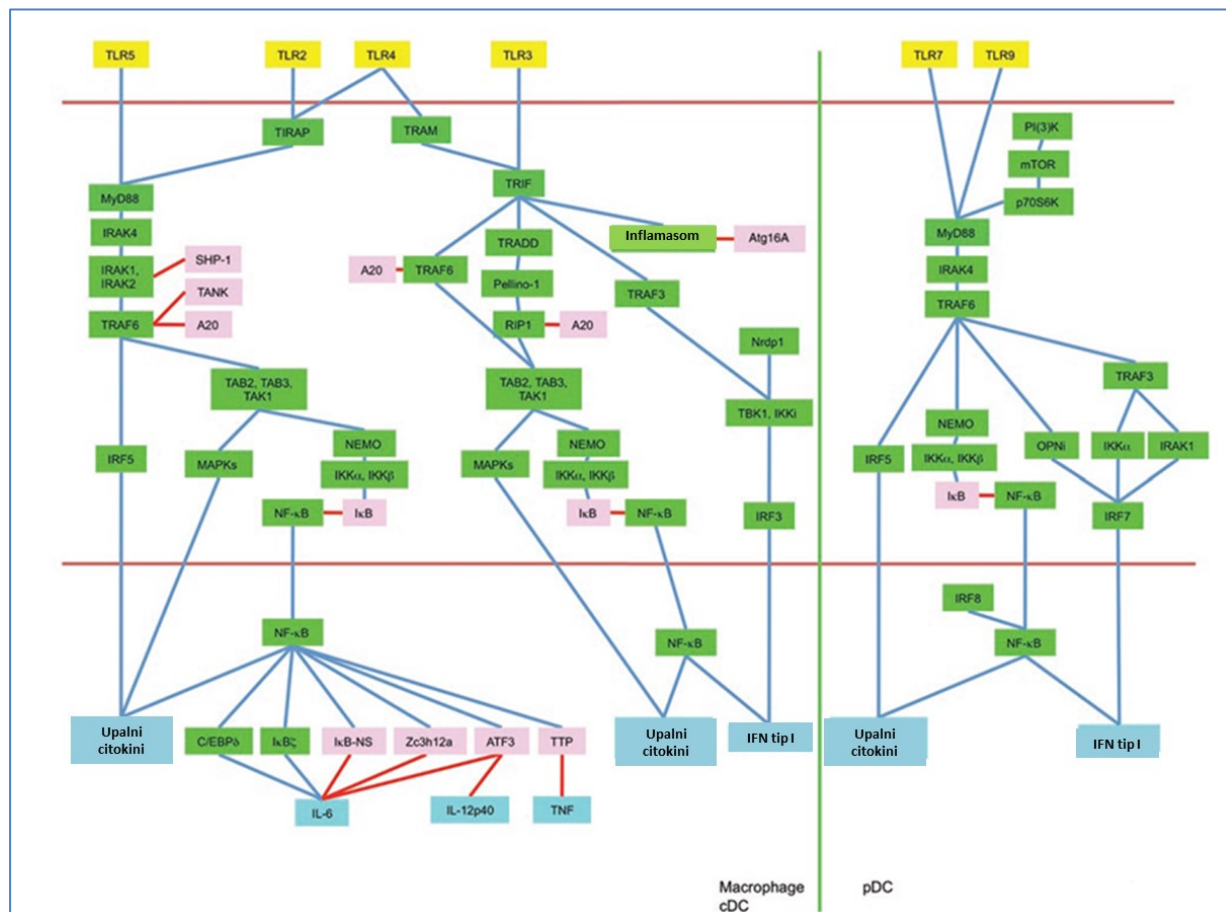 TLR5
TLR2
TLR4
TLR3
TLR7
TLR9
TIRAP
TRAM
PI(3)K
mTOR
p70S6K
MyD88
TRIF
MyD88
IRAK4
TRADD
Inflamasom
Atg16A
IRAK1,
IRAK2
SHP-1
A20
TRAF6
Pellino-1
TRAF3
IRAK4
TANK
TRAF6
A20
RIP1
A20
TRAF6
Nrdp1
TAB2, TAB3,
TAK1
TAB2, TAB3,
TAK1
TBK1, IKKi
TRAF3
IRF5
MAPKs
NEMO
IKKα, IKKβ
MAPKs
NEMO
IKKα, IKKβ
IRF5
NEMO
IKKα, IKKβ
OPNi
IKKα
IRAK1
NF-κB
IκB
IκB
NF-κB
IRF3
IκB
NF-κB
IRF7
NF-κB
NF-κB
IRF8
NF-κB
Upalni
citokini
C/EBPδ
IκBζ
IκB-NS
Zc3h12a
ATF3
TTP
Upalni
citokini
IFN tip I
Upalni
citokini
IFN tip I
IL-6
IL-12p40
TNF
Macrophage
cDC
pDC